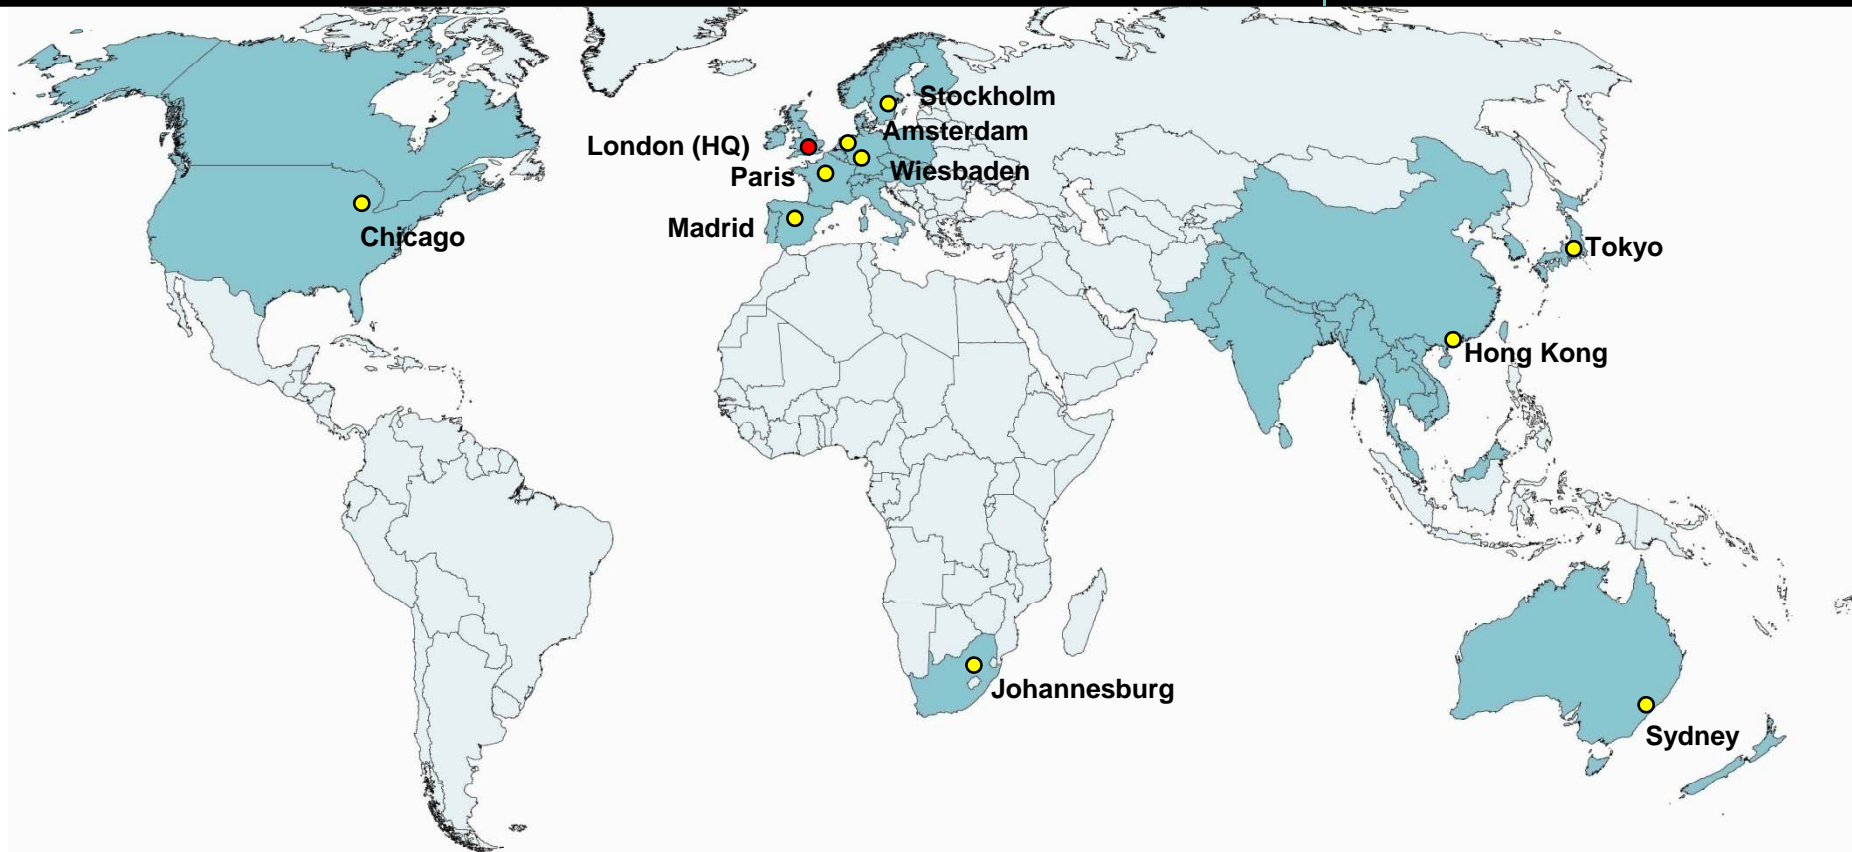 Stockholm
Amsterdam
London (HQ)
Wiesbaden
Paris
Madrid
Chicago
Tokyo
Hong Kong
Johannesburg
Sydney